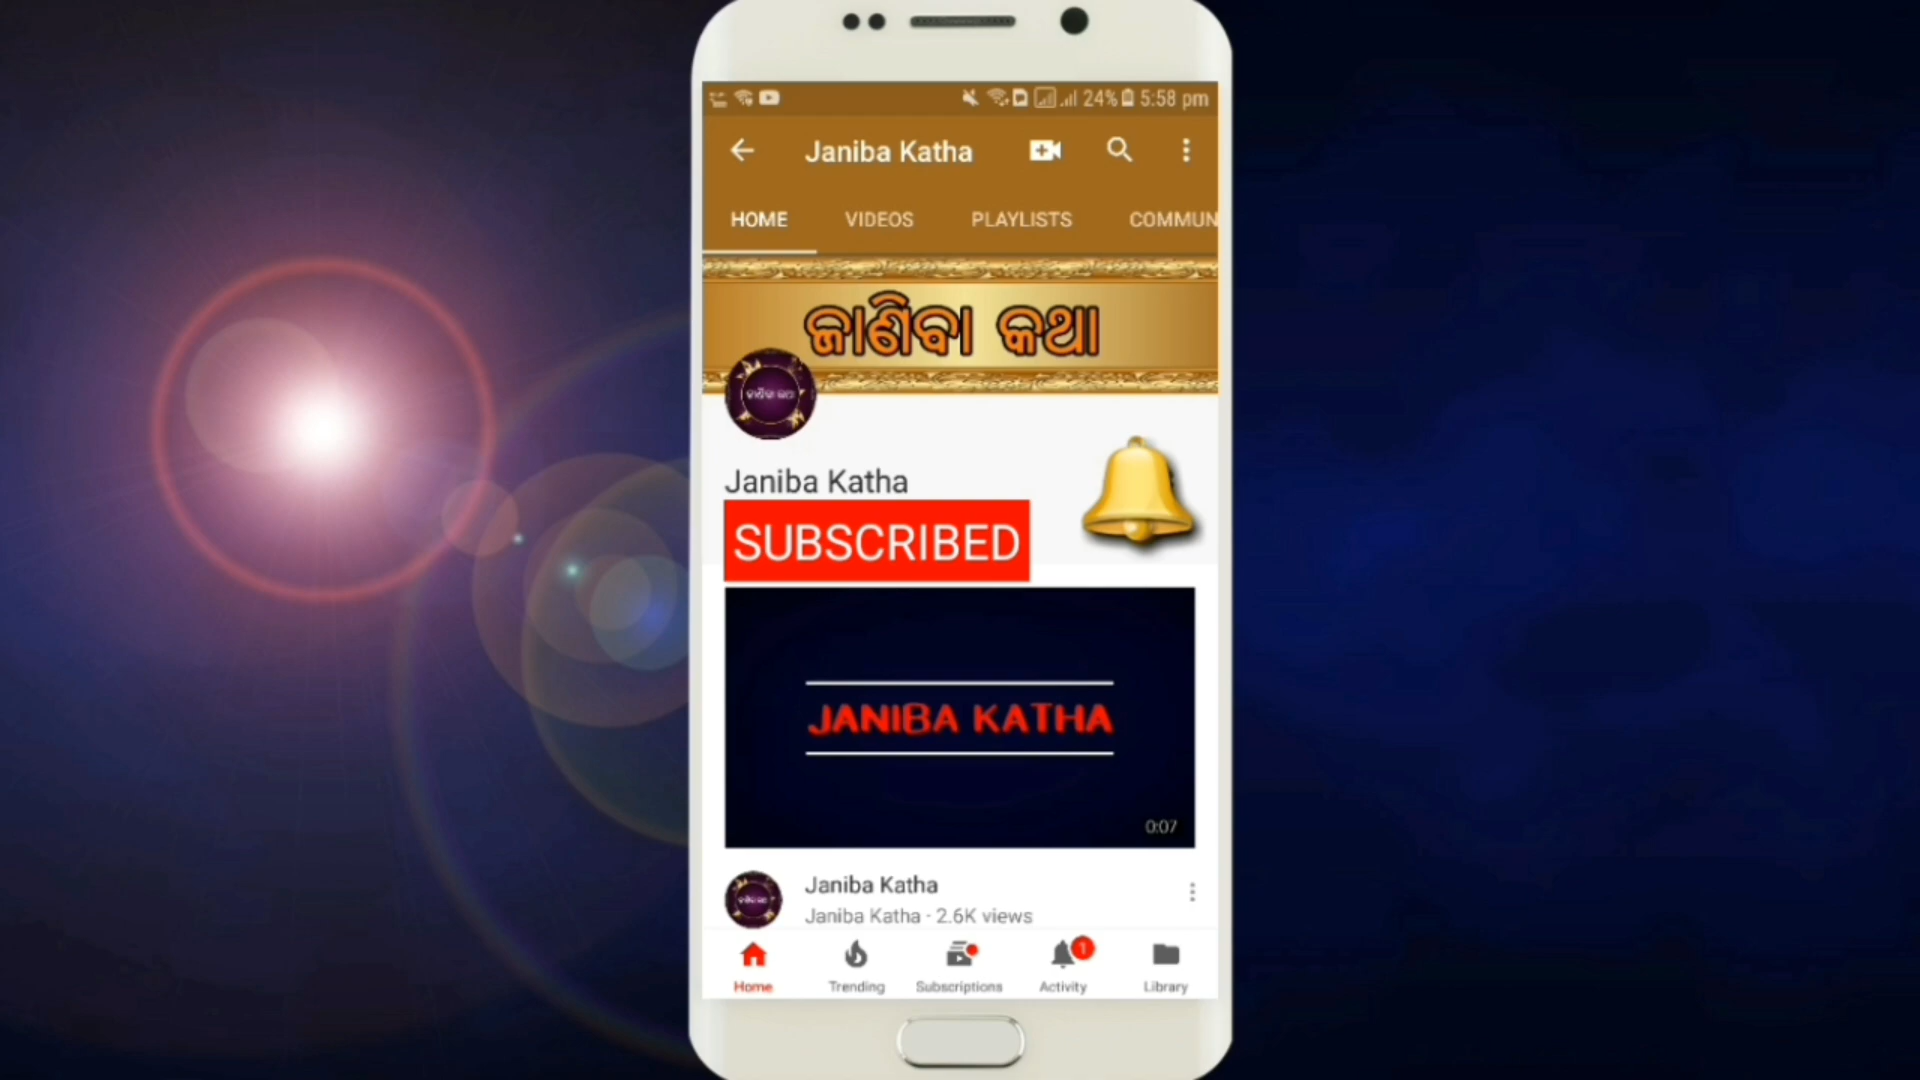 24% 5:58 pm
Janiba Katha
HOME VIDEOS PLAYLISTS COMMUN
ଜାଣିବା କଥା
ଜାଣିବା କଥା
Janiba Katha
SUBSCRIBED
JANIBA KATHA
0:07
Janiba Katha
Janiba Katha · 2.6K views
1
Home Trending Subscriptions Activity Library